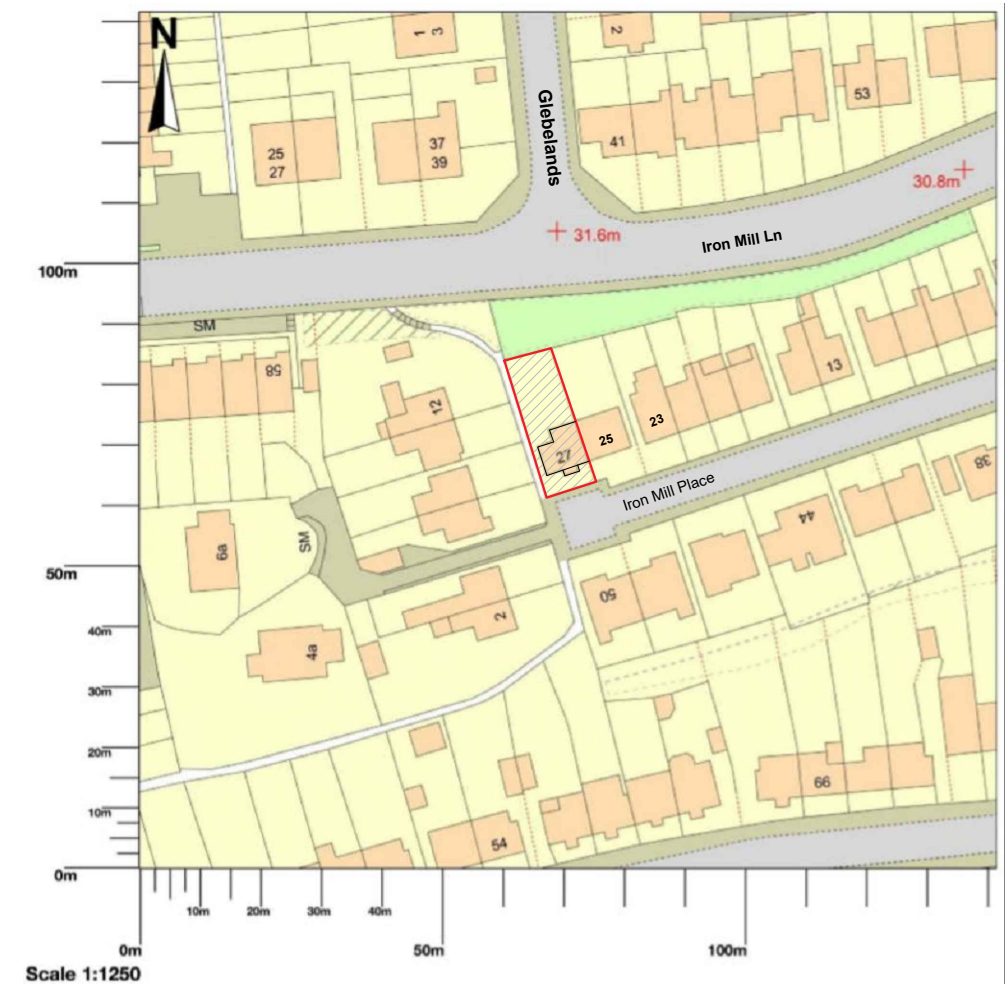 N
1
3
2
53
Glebelands
25
27
37
39
41
30.8m
31.6m
Iron Mill Ln
100m
SM
58
12
13
23
25
27
Iron Mill Place
38
44
6a
SM
50m
50
2
40m
4a
30m
20m
66
10m
54
0m
10m
20m
30m
40m
0m
50m
100m
Scale 1:1250